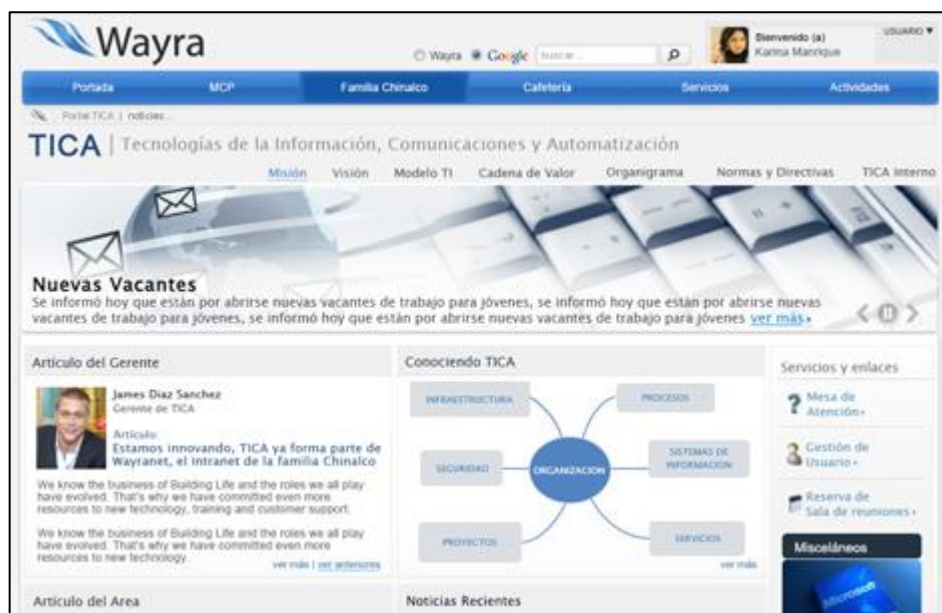 Wayra
Wayra Google buscar...
Bienvenido (a)
Karina Manrique
USUARIO
Portada MCP Familia Chinalco Cafetería Servicios Actividades
Portal TICA | noticias...
TICA | Tecnologías de la Información, Comunicaciones y Automatización
Misión Visión Modelo TI Cadena de Valor Organigrama Normas y Directivas TICA Interno
Nuevas Vacantes
Se informó hoy que están por abrirse nuevas vacantes de trabajo para jóvenes, se informó hoy que están por abrirse nuevas
vacantes de trabajo para jóvenes, se informó hoy que están por abrirse nuevas vacantes de trabajo para jóvenes ver más
Artículo del Gerente
James Diaz Sanchez
Gerente de TICA
Artículo:
Estamos innovando, TICA ya forma parte de
Wayranet, el intranet de la familia Chinalco
We know the business of Building Life and the roles we all play
have evolved. That's why we have committed even more
resources to new technology, training and customer support.
We know the business of Building Life and the roles we all play
have evolved. That's why we have committed even more
resources to new technology.
ver más | ver anteriores
Conociendo TICA
INFRAESTRUCTURA
PROCESOS
SEGURIDAD
ORGANIZACION
SISTEMAS DE
INFORMACION
PROYECTOS
SERVICIOS
ver más
Servicios y enlaces
Mesa de
Atención
Gestión de
Usuario
Reserva de
Sala de reuniones
Misceláneos
Microsoft
Artículo del Area
Noticias Recientes